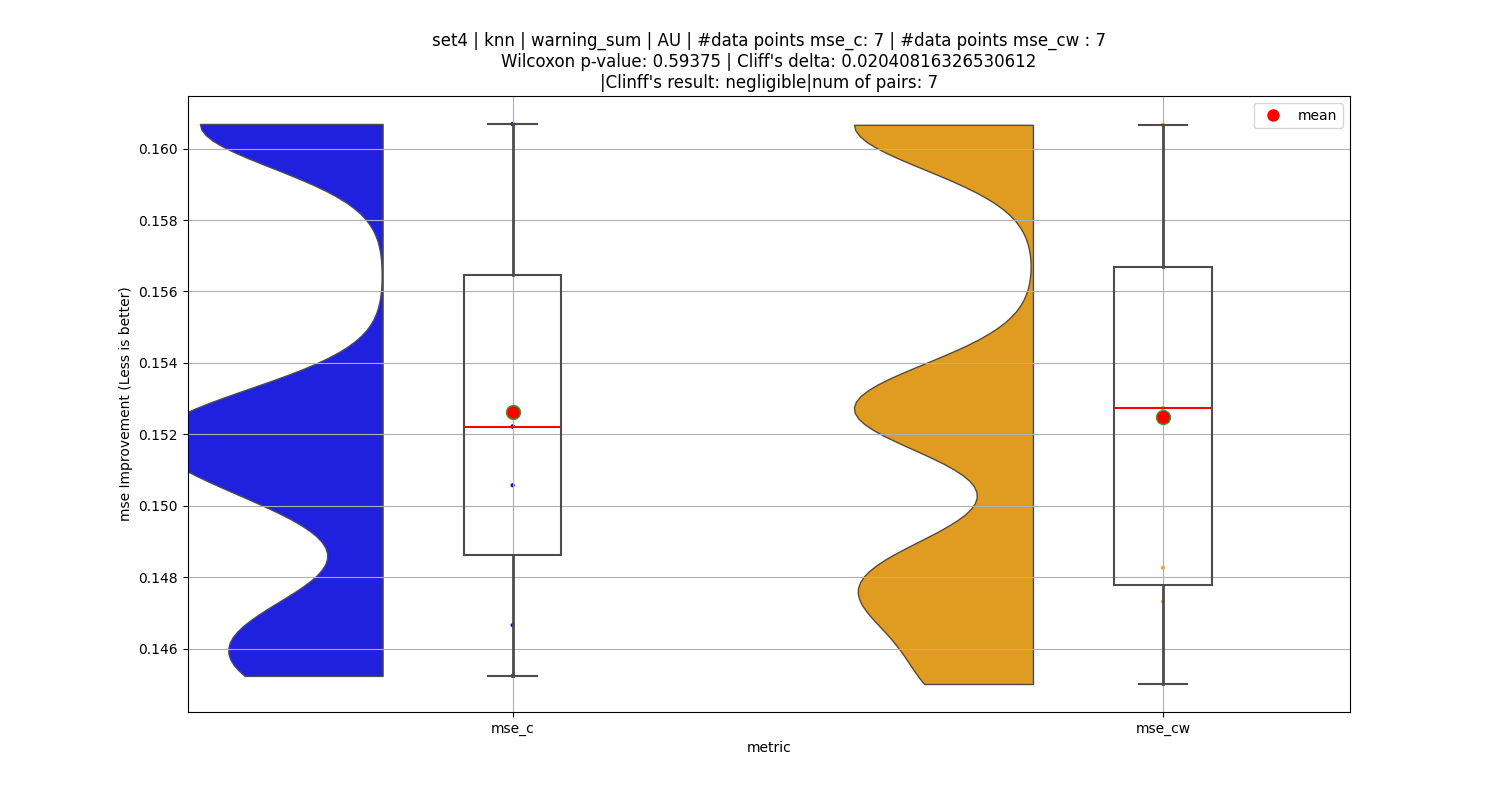 set4 | knn | warning_sum | AU | #data points mse_c: 7 | #data points mse_cw : 7
Wilcoxon p-value: 0.59375 | Cliff's delta: 0.02040816326530612
|Clinff's result: negligible|num of pairs: 7
mean
0.160
0.158
0.156
0.154
0.152
0.150
0.148
0.146
mse Improvement (Less is better)
mse_c
mse_cw
metric